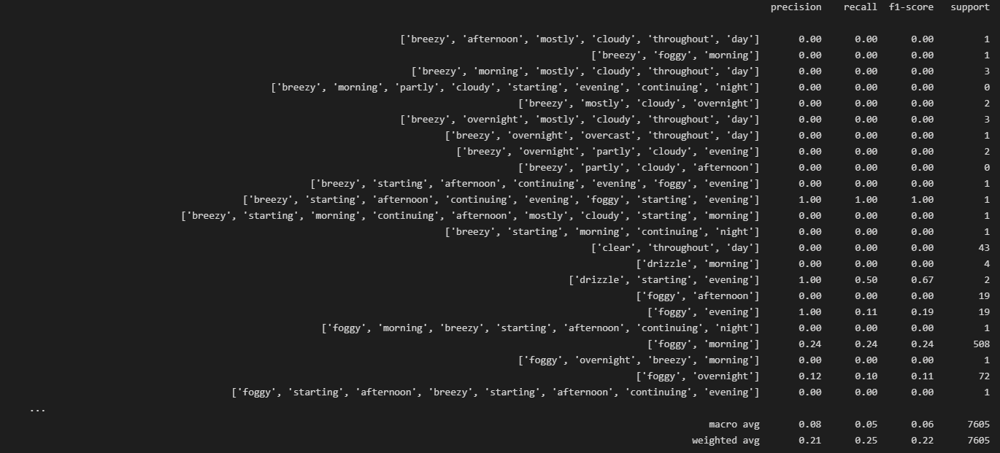 precision recall f1-score support
['breezy', 'afternoon', 'mostly', 'cloudy', 'throughout', 'day'] 0.00 0.00 0.00 1
['breezy', 'foggy', 'morning'] 0.00 0.00 0.00 1
['breezy', 'morning', 'mostly', 'cloudy', 'throughout', 'day'] 0.00 0.00 0.00 3
['breezy', 'morning', 'partly', 'cloudy', 'starting', 'evening', 'continuing', 'night'] 0.00 0.00 0.00 0
['breezy', 'mostly', 'cloudy', 'overnight'] 0.00 0.00 0.00 2
['breezy', 'overnight', 'mostly', 'cloudy', 'throughout', 'day'] 0.00 0.00 0.00 3
['breezy', 'overnight', 'overcast', 'throughout', 'day'] 0.00 0.00 0.00 1
['breezy', 'overnight', 'partly', 'cloudy', 'evening'] 0.00 0.00 0.00 2
['breezy', 'partly', 'cloudy', 'afternoon'] 0.00 0.00 0.00 0
['breezy', 'starting', 'afternoon', 'continuing', 'evening', 'foggy', 'evening'] 0.00 0.00 0.00 1
['breezy', 'starting', 'afternoon', 'continuing', 'evening', 'foggy', 'starting', 'evening'] 1.00 1.00 1.00 1
['breezy', 'starting', 'morning', 'continuing', 'afternoon', 'mostly', 'cloudy', 'starting', 'morning'] 0.00 0.00 0.00 1
['breezy', 'starting', 'morning', 'continuing', 'night'] 0.00 0.00 0.00 1
['clear', 'throughout', 'day'] 0.00 0.00 0.00 43
['drizzle', 'morning'] 0.00 0.00 0.00 4
['drizzle', 'starting', 'evening'] 1.00 0.50 0.67 2
['foggy', 'afternoon'] 0.00 0.00 0.00 19
['foggy', 'evening'] 1.00 0.11 0.19 19
['foggy', 'morning', 'breezy', 'starting', 'afternoon', 'continuing', 'night'] 0.00 0.00 0.00 1
['foggy', 'morning'] 0.24 0.24 0.24 508
['foggy', 'overnight', 'breezy', 'morning'] 0.00 0.00 0.00 1
['foggy', 'overnight'] 0.12 0.10 0.11 72
['foggy', 'starting', 'afternoon', 'breezy', 'starting', 'afternoon', 'continuing', 'evening'] 0.00 0.00 0.00 1
...
macro avg 0.08 0.05 0.06 7605
weighted avg 0.21 0.25 0.22 7605